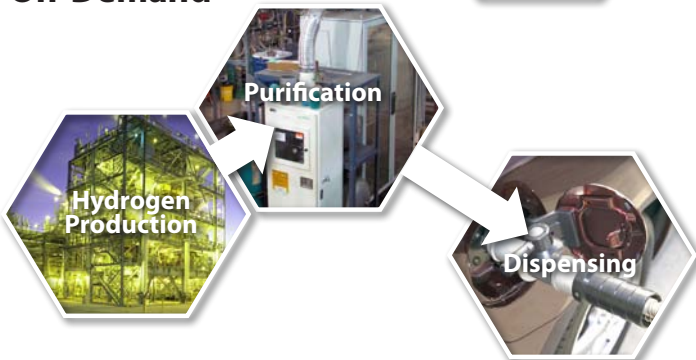 On-Demand
Purification
Hydrogen
Production
Dispensing